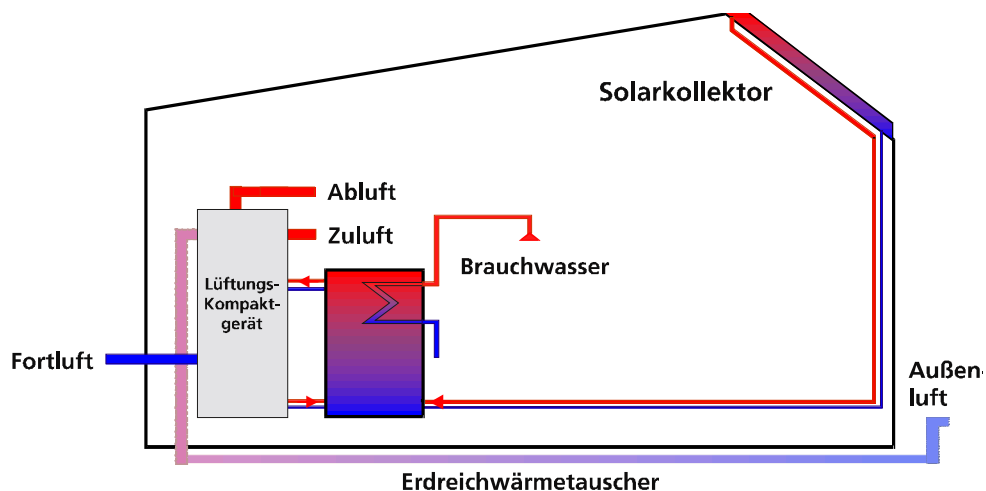 Solarkollektor
Abluft
Zuluft
Brauchwasser
Lüftungs-
Kompakt-
gerät
Fortluft
Außen-
luft
Erdreichwärmetauscher